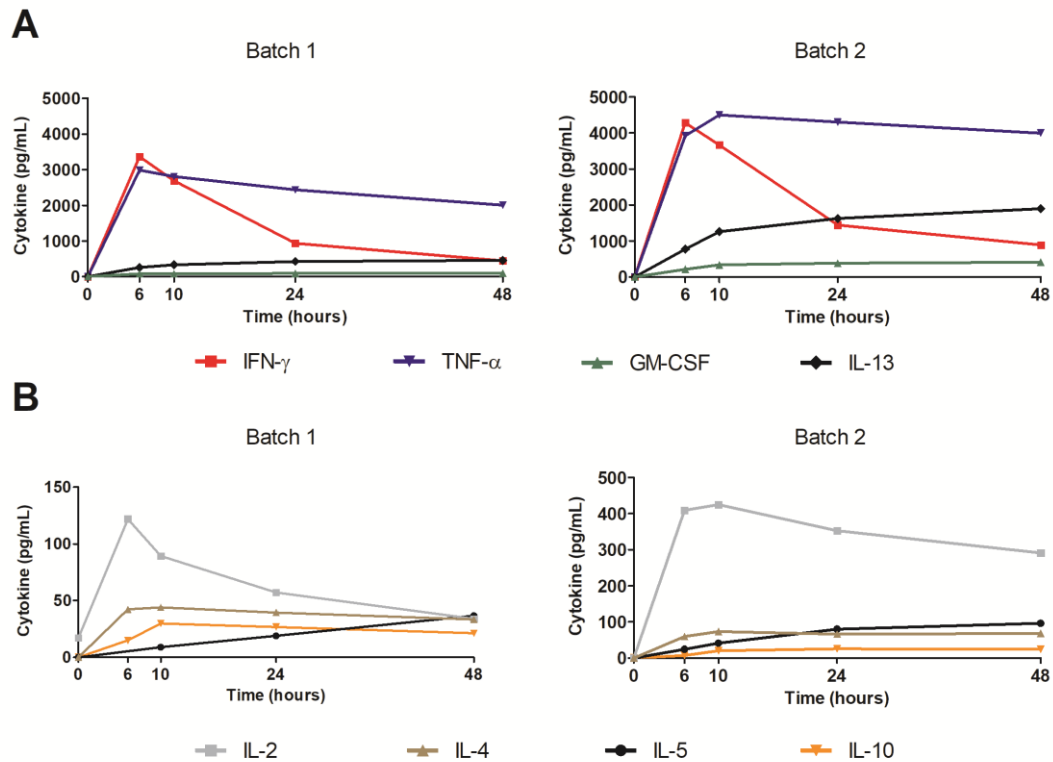 A
Batch 1
Batch 2
Cytokine (pg/mL)
5000
4000
3000
2000
1000
0
0 6 10 24 48
Time (hours)
Cytokine (pg/mL)
5000
4000
3000
2000
1000
0
0 6 10 24 48
Time (hours)
IFN-γ TNF-α GM-CSF IL-13
B
Batch 1
Batch 2
Cytokine (pg/mL)
150
100
50
0
0 6 10 24 48
Time (hours)
Cytokine (pg/mL)
500
400
300
200
100
0
0 6 10 24 48
Time (hours)
IL-2 IL-4 IL-5 IL-10